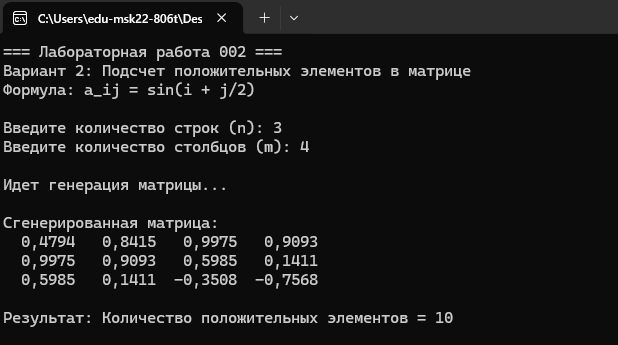 C:\Users\edu-msk22-806t\Des
=== Лабораторная работа 002 ===
Вариант 2: Подсчет положительных элементов в матрице
Формула: a_ij = sin(i + j/2)
Введите количество строк (n): 3
Введите количество столбцов (m): 4
Идет генерация матрицы...
Сгенерированная матрица:
0,4794 0,8415 0,9975 0,9093
0,9975 0,9093 0,5985 0,1411
0,5985 0,1411 -0,3508 -0,7568
Результат: Количество положительных элементов = 10